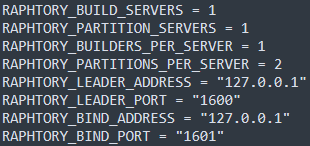 RAPHTORY_BUILD_SERVERS = 1
RAPHTORY_PARTITION_SERVERS = 1
RAPHTORY_BUILDERS_PER_SERVER = 1
RAPHTORY_PARTITIONS_PER_SERVER = 2
RAPHTORY_LEADER_ADDRESS = "127.0.0.1"
RAPHTORY_LEADER_PORT = "1600"
RAPHTORY_BIND_ADDRESS = "127.0.0.1"
RAPHTORY_BIND_PORT = "1601"